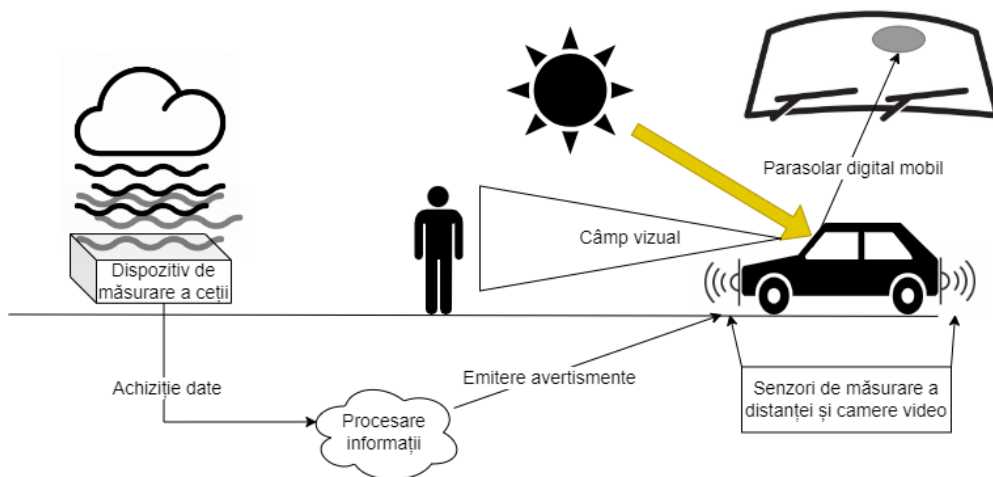 Parasolar digital mobil
Câmp vizual
Dispozitiv de
măsurare a ceții
Achiziție date
Emitere avertismente
Senzori de măsurare a
distanței și camere video
Procesare
informații